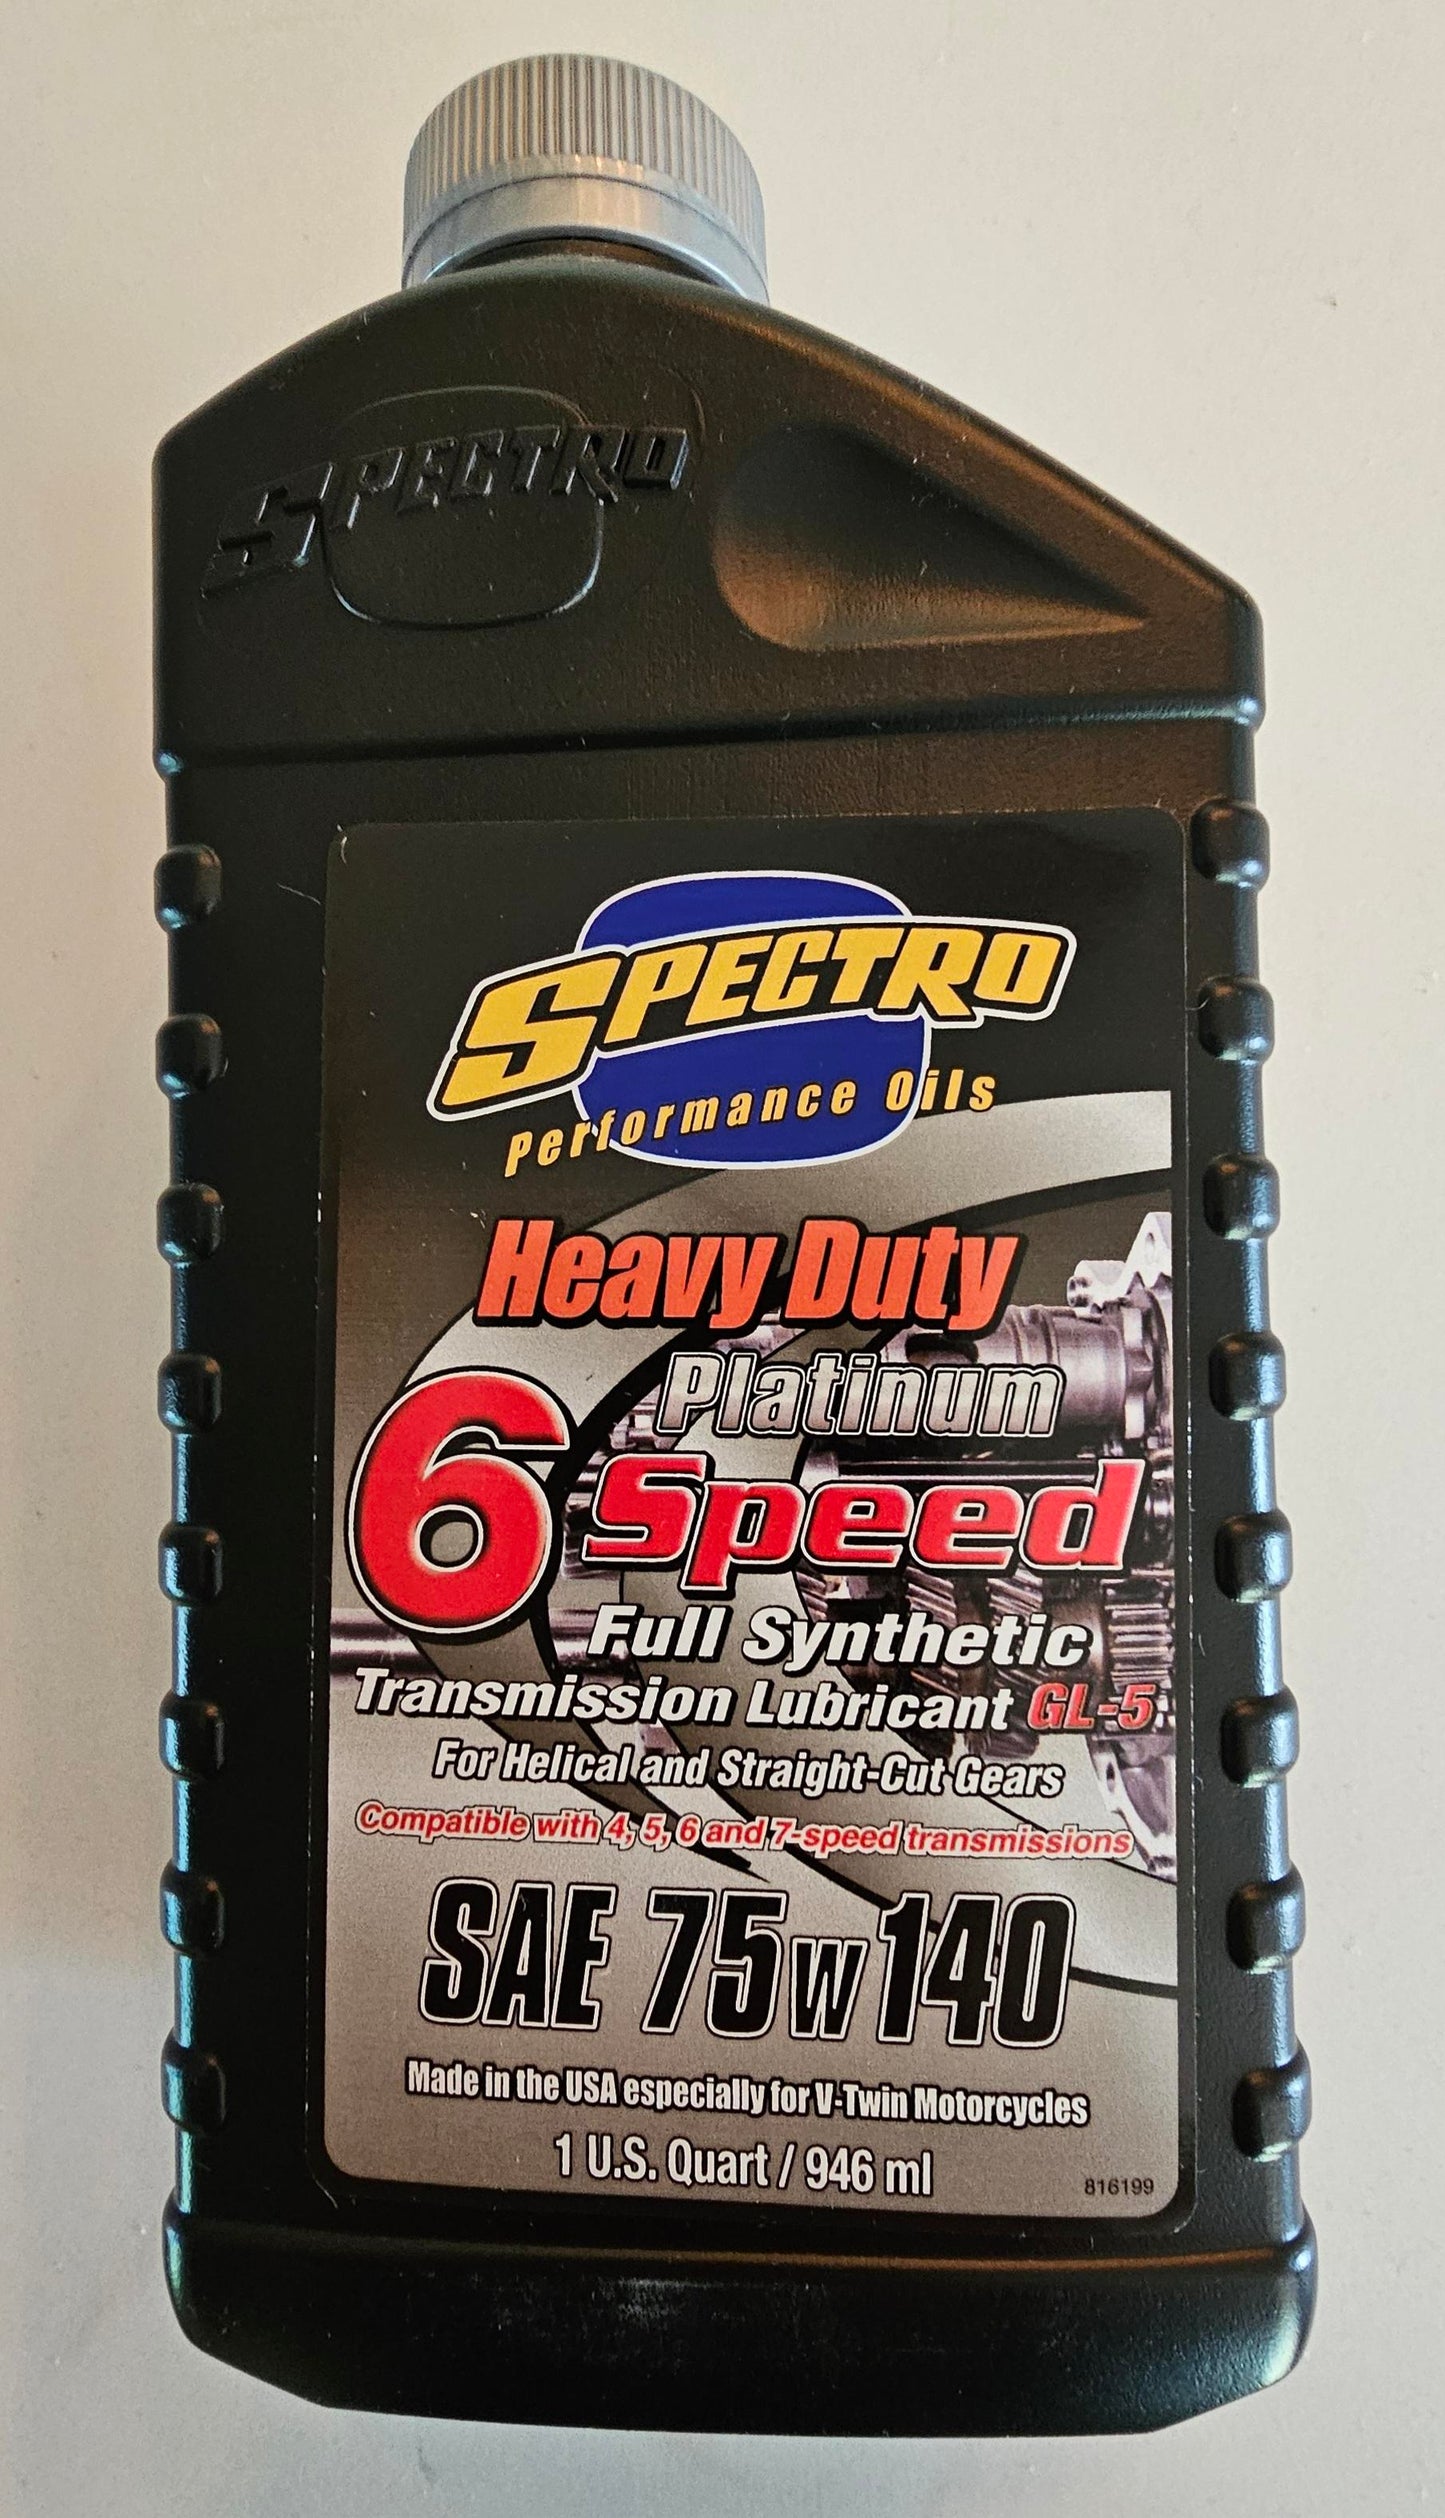 SPECTRO
SPECTRO
Performance Oils
Heavy Duty
Platinum
6 Speed
Full Synthetic
Transmission Lubricant GL-5
For Helical and Straight-Cut Gears
Compatible with 4, 5, 6 and 7-speed transmissions
SAE 75w140
Made in the USA especially for V-Twin Motorcycles
1 U.S. Quart / 946 ml
816199